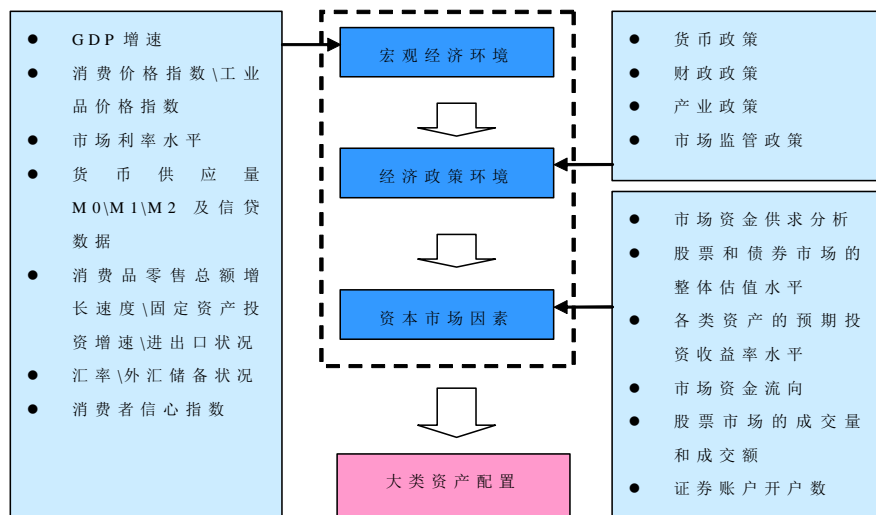 GDP 增速
消费价格指数\工业
品价格指数
市场利率水平
货币供应量
M0\M1\M2 及信贷
数据
消费品零售总额增
长速度\固定资产投
资增速\进出口状况
汇率\外汇储备状况
消费者信心指数
宏观经济环境
经济政策环境
资本市场因素
大类资产配置
货币政策
财政政策
产业政策
市场监管政策
市场资金供求分析
股票和债券市场的
整体估值水平
各类资产的预期投
资收益率水平
市场资金流向
股票市场的成交量
和成交额
证券账户开户数